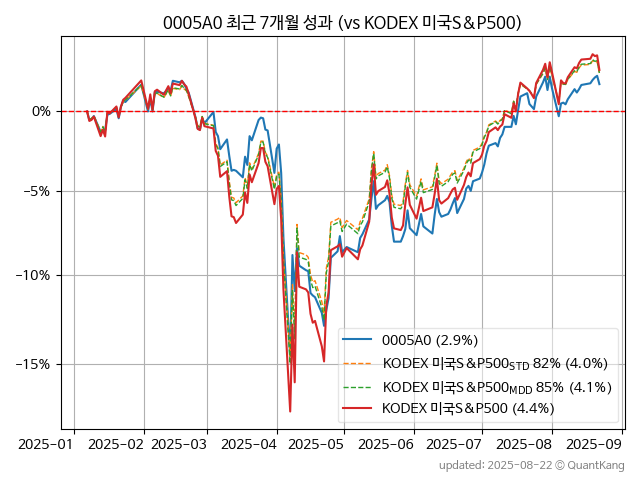 0005A0 최근 7개월 성과 (vs KODEX 미국S&P500)
0%
−5%
−10%
−15%
0005A0 (2.9%)
KODEX 미국S&P500STD 82% (4.0%)
KODEX 미국S&P500MDD 85% (4.1%)
KODEX 미국S&P500 (4.4%)
2025-01 2025-02 2025-03 2025-04 2025-05 2025-06 2025-07 2025-08 2025-09
updated: 2025-08-22 © QuantKang